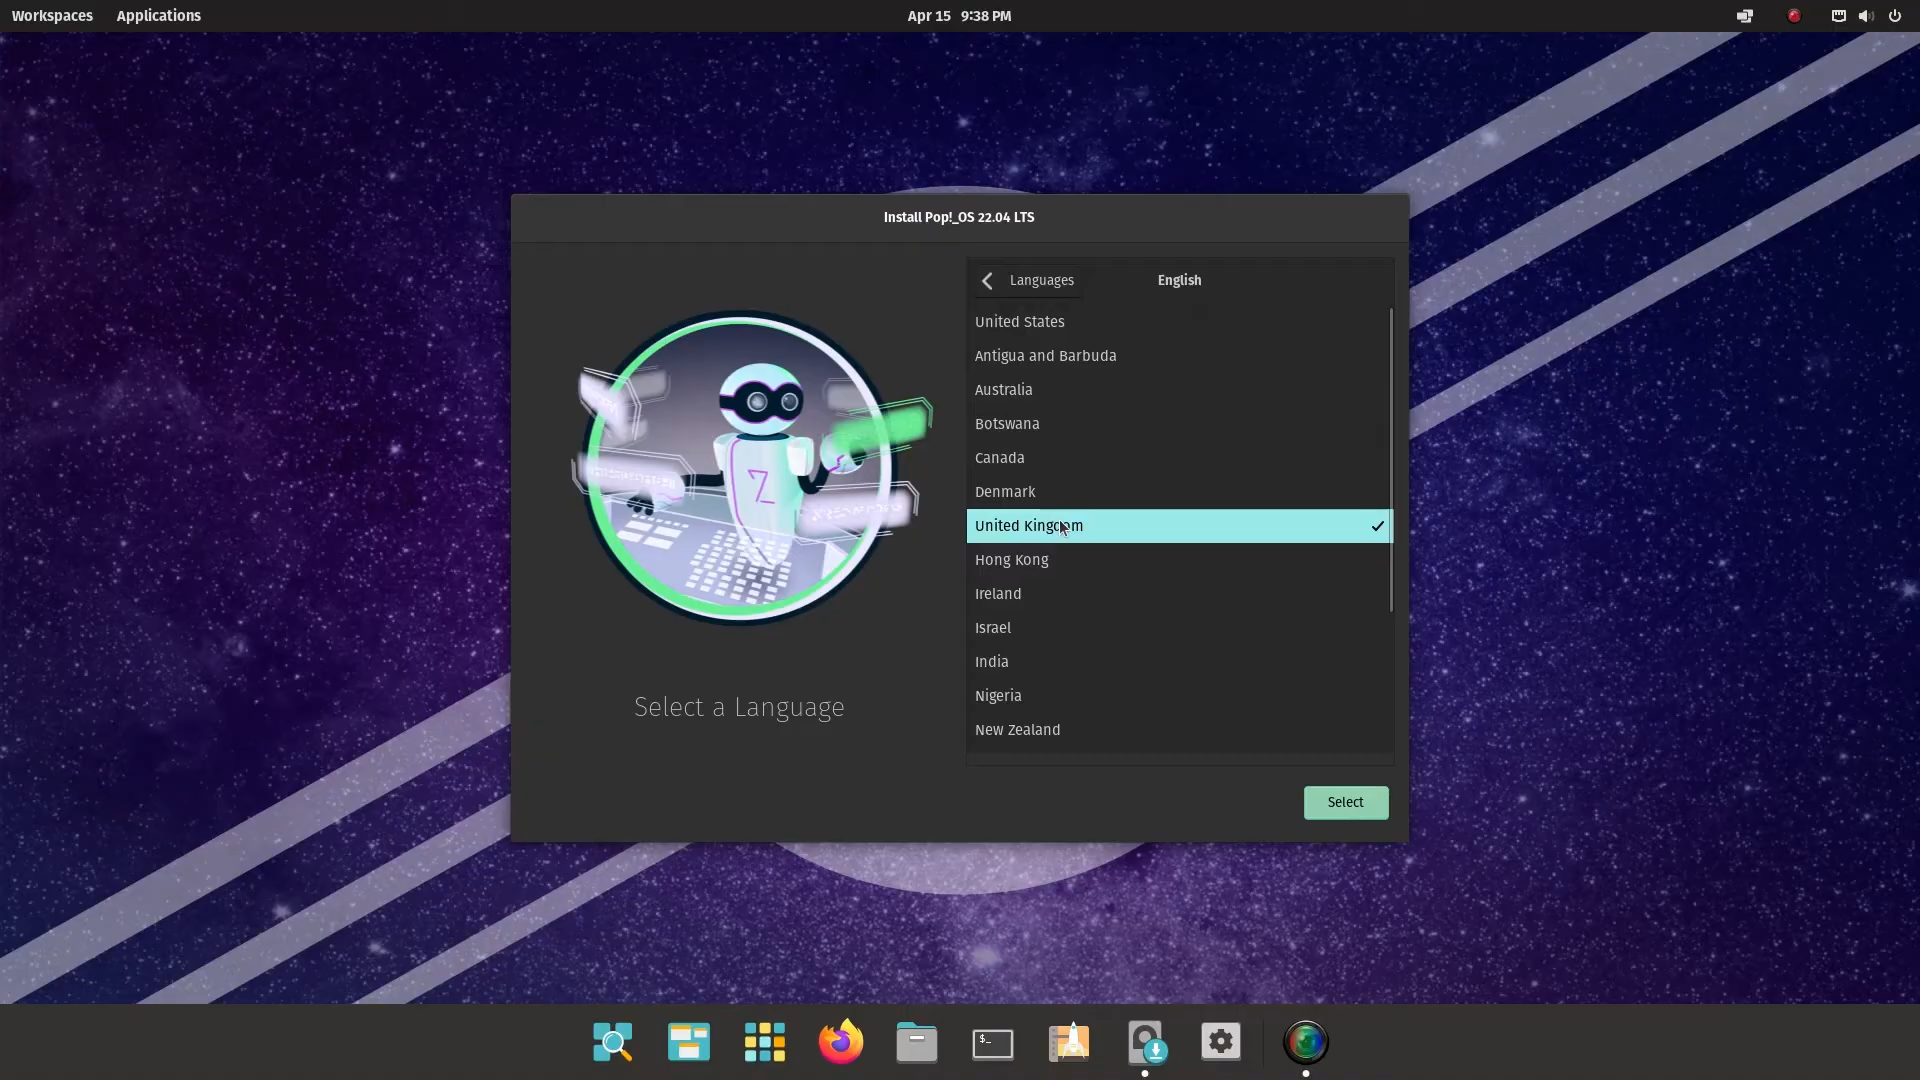 Workspaces Applications Apr 15 9:38 PM
Install Pop!_OS 22.04 LTS
Languages English
United States
Antigua and Barbuda
Australia
Botswana
Canada
Denmark
United Kingdom
Hong Kong
Ireland
Israel
India
Nigeria
New Zealand
Select a Language
Select
$_